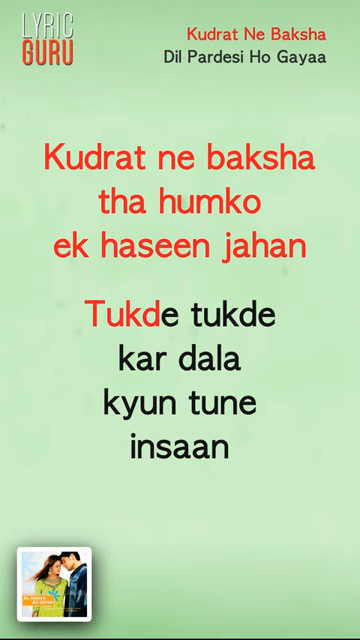 LYRIC
GURU
Kudrat Ne Baksha
Dil Pardesi Ho Gayaa
Kudrat ne baksha
tha humko
ek haseen jahan
Tukde tukde
kar dala
kyun tune
insaan